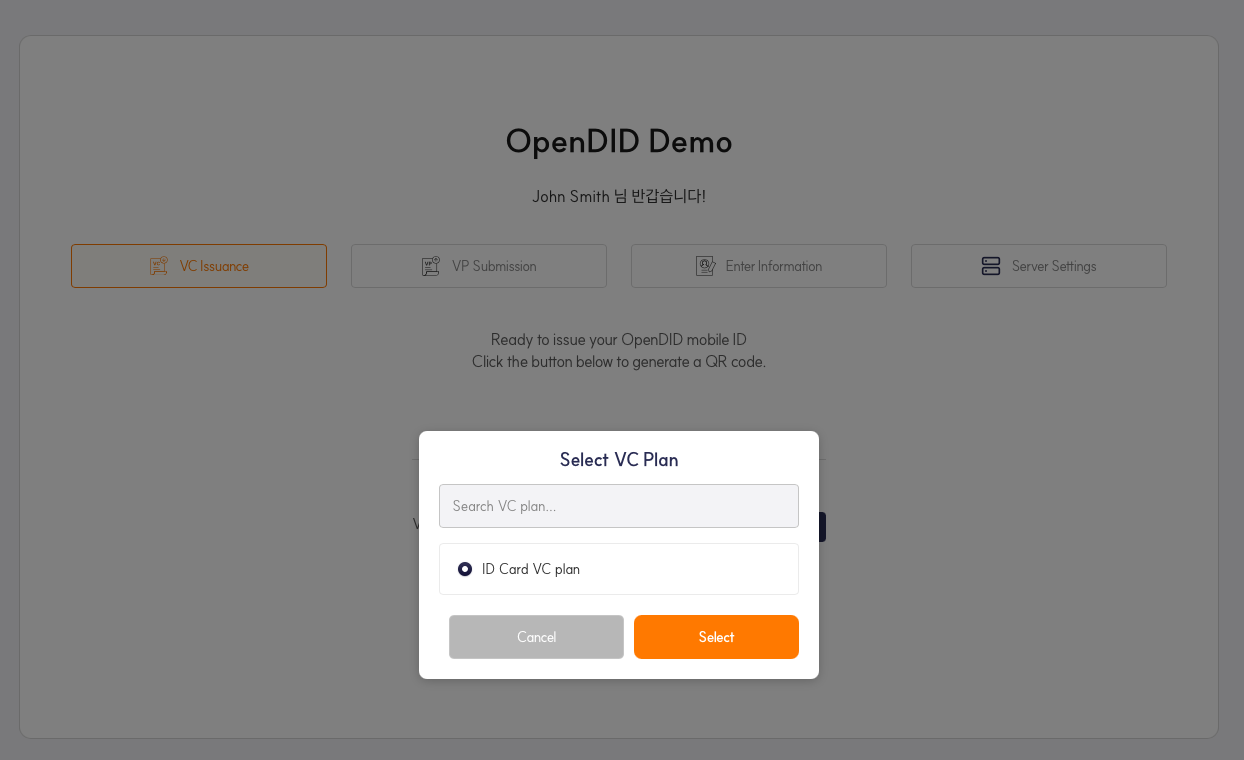 OpenDID Demo
John Smith 님 반갑습니다!
VC Issuance
VP Submission
Enter Information
Server Settings
Ready to issue your OpenDID mobile ID
Click the button below to generate a QR code.
Select VC Plan
Search VC plan...
ID Card VC plan
Cancel
Select